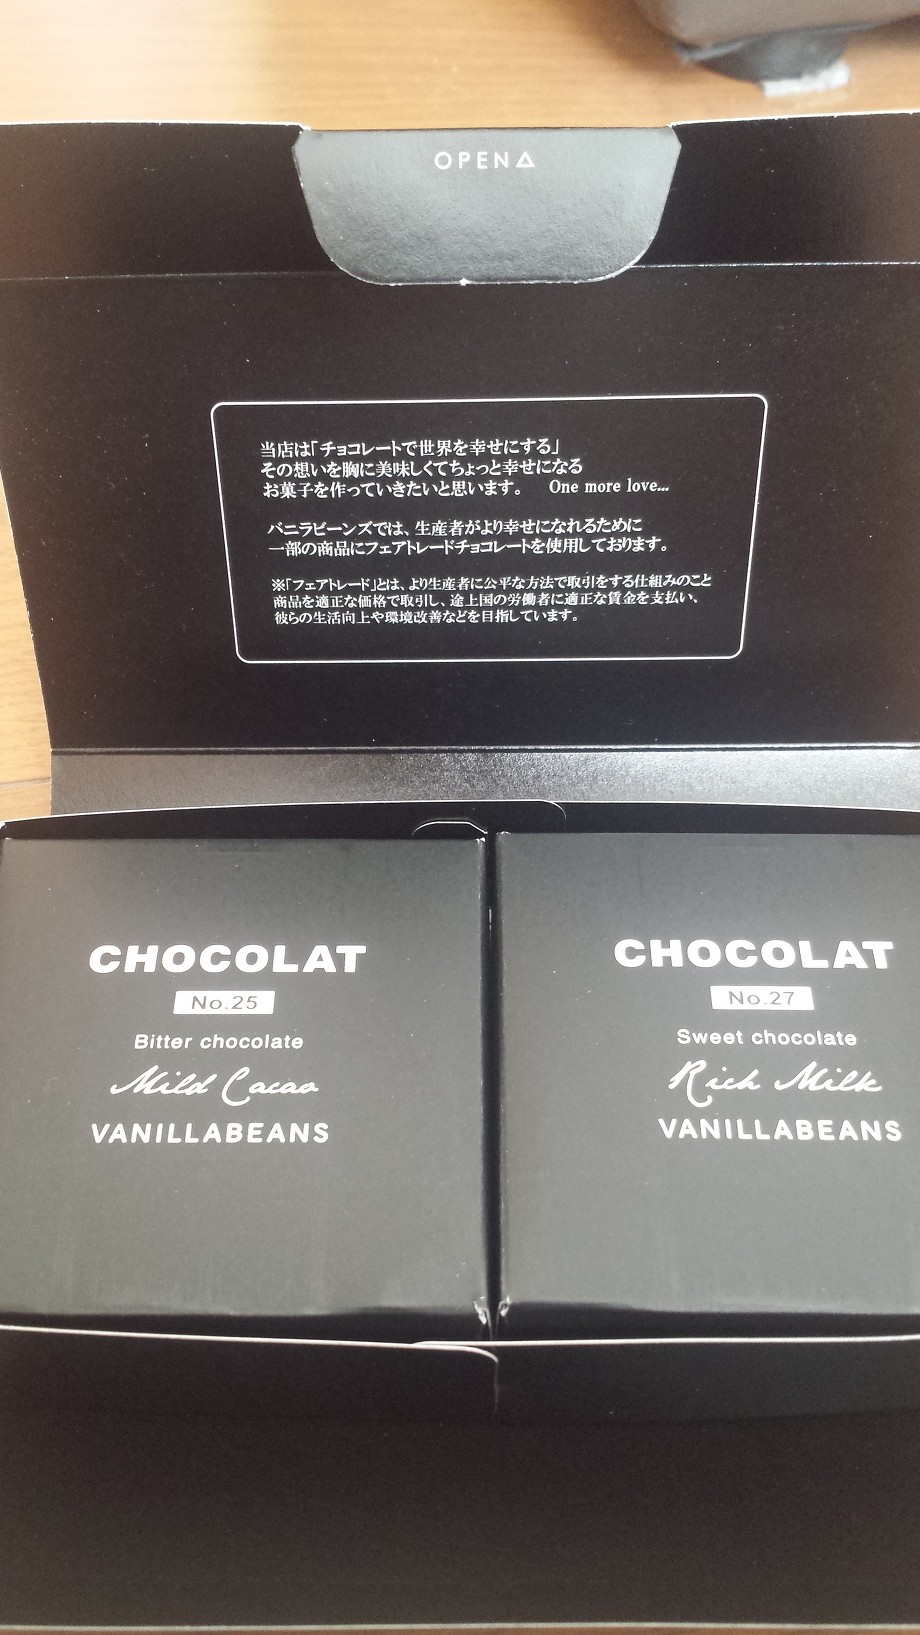 OPEN△
当店は「チョコレートで世界を幸せにする」
その想いを胸に美味しくてちょっと幸せになる
お菓子を作っていきたいと思います。 One more love...
バニラビーンズでは、生産者がより幸せになれるために
一部の商品にフェアトレードチョコレートを使用しております。
※「フェアトレード」とは、より生産者に公平な方法で取引をする仕組みのこと
商品を適正な価格で取引し、途上国の労働者に適正な賃金を支払い、
彼らの生活向上や環境改善などを目指しています。
CHOCOLAT
No.25
Bitter chocolate
Mild Cacao
VANILLABEANS
CHOCOLAT
No.27
Sweet chocolate
Rich Milk
VANILLABEANS